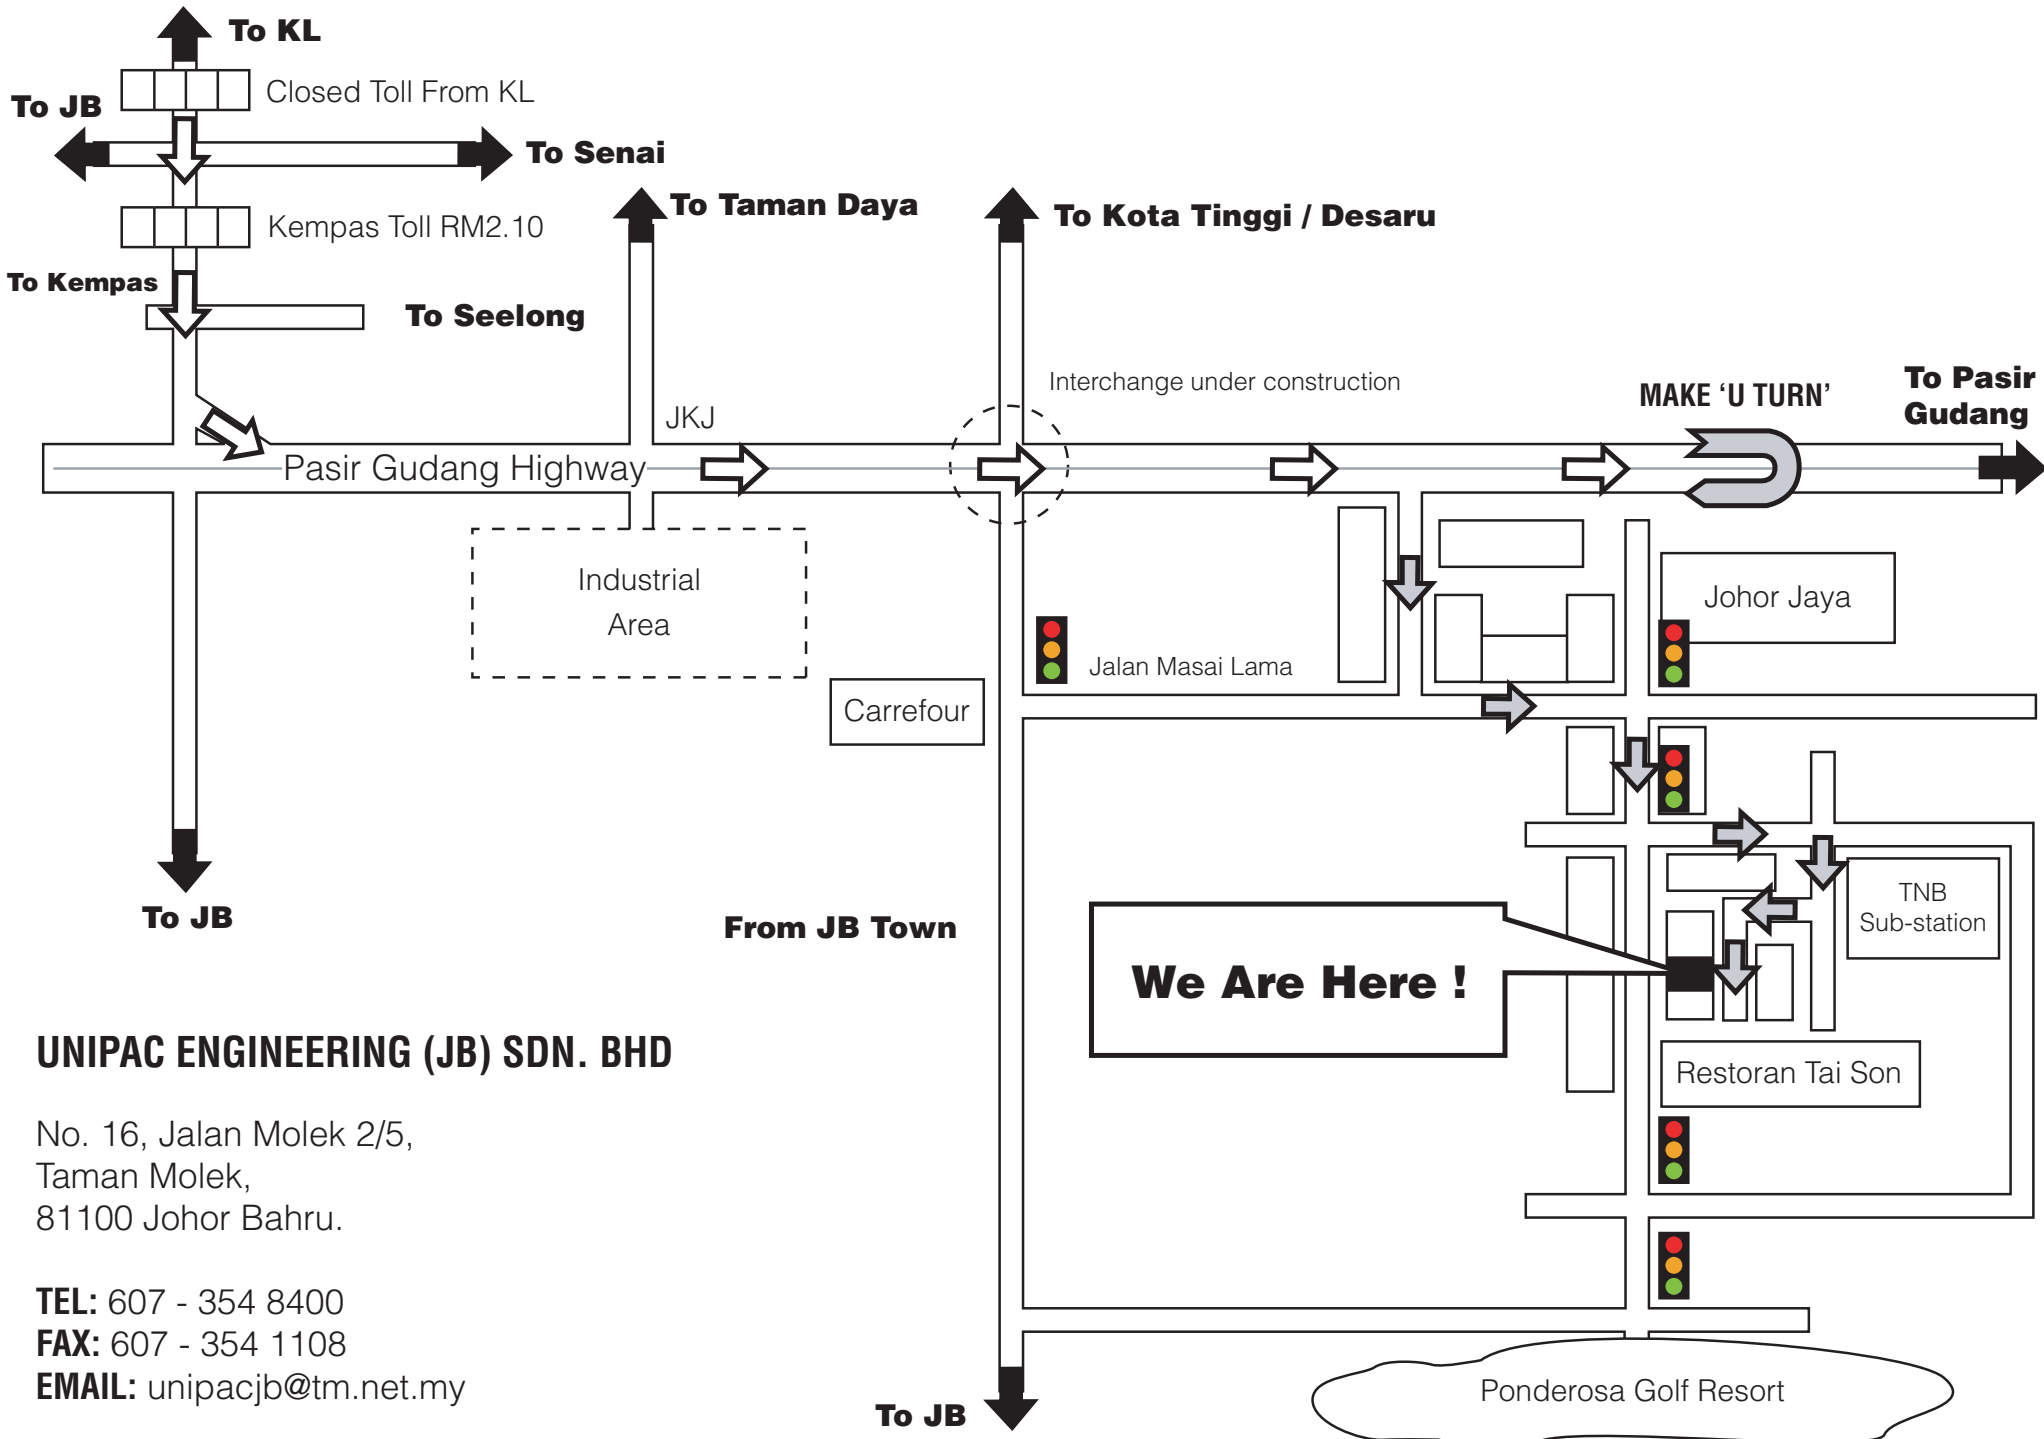 To KL
Closed Toll From KL
To JB
To Senai
To Taman Daya
To Kota Tinggi / Desaru
Kempas Toll RM2.10
To Kempas
To Seelong
Interchange under construction
MAKE ‘U TURN’
To Pasir
Gudang
JKJ
Pasir Gudang Highway
Industrial
Area
Johor Jaya
Jalan Masai Lama
Carrefour
TNB
Sub-station
To JB
From JB Town
We Are Here !
Restoran Tai Son
UNIPAC ENGINEERING (JB) SDN. BHD
No. 16, Jalan Molek 2/5,
Taman Molek,
81100 Johor Bahru.
TEL: 607 - 354 8400
FAX: 607 - 354 1108
EMAIL: unipacjb@tm.net.my
To JB
Ponderosa Golf Resort